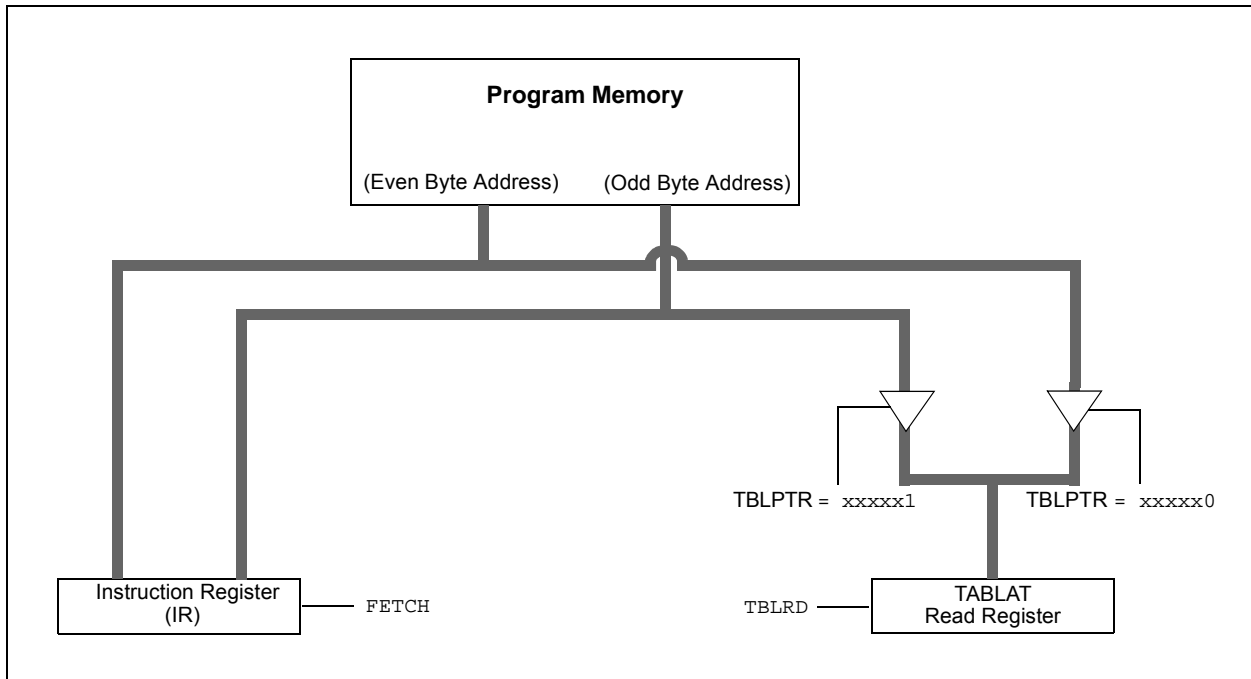 Program Memory
(Even Byte Address) (Odd Byte Address)
TBLPTR = xxxxx1 TBLPTR = xxxxx0
Instruction Register
(IR)
FETCH
TBLRD
TABLAT
Read Register